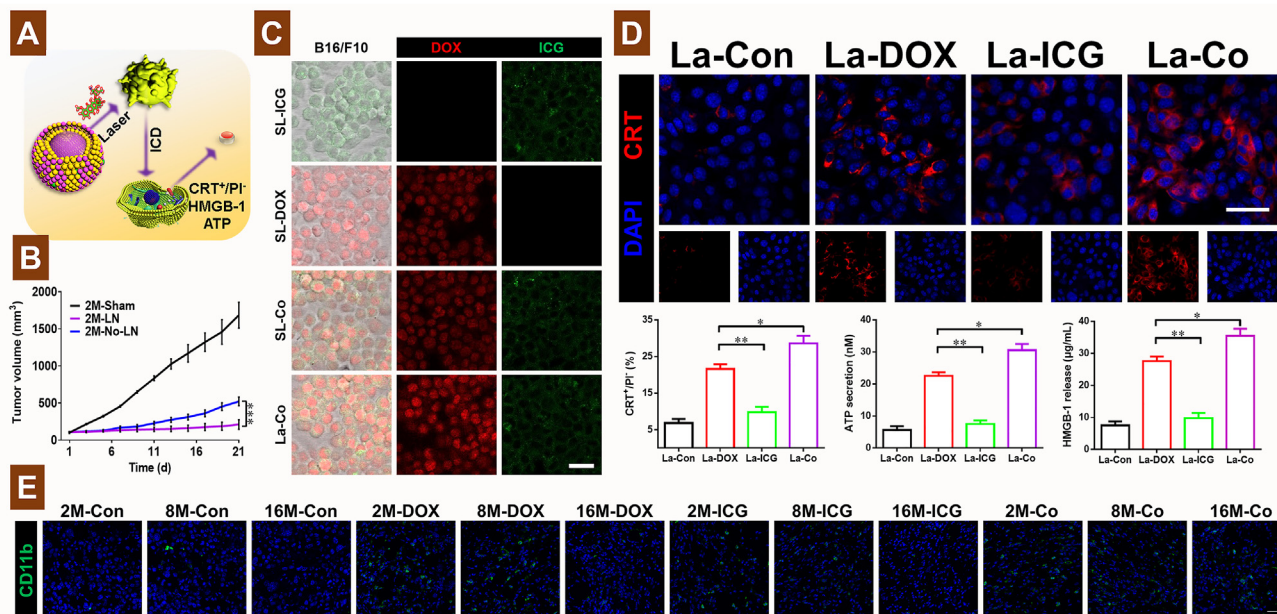 A
Laser
ICD
CRT+/PI-
HMGB-1
ATP
B
Tumor volume (mm3)
2000
1500
1000
500
0
2M-Sham
2M-LN
2M-No-LN
***
1 6 11 16 21
Time (d)
C
B16/F10 DOX ICG
SL-ICG
SL-DOX
SL-Co
La-Co
D
La-Con La-DOX La-ICG La-Co
CRT
DAPI
CRT+/PI- (%)
35
25
15
5
*
**
La-Con La-DOX La-ICG La-Co
ATP secretion (nM)
40
30
20
10
0
*
**
La-Con La-DOX La-ICG La-Co
HMGB-1 release (μg/mL)
40
30
20
10
0
*
**
La-Con La-DOX La-ICG La-Co
E
2M-Con 8M-Con 16M-Con 2M-DOX 8M-DOX 16M-DOX 2M-ICG 8M-ICG 16M-ICG 2M-Co 8M-Co 16M-Co
CD11b